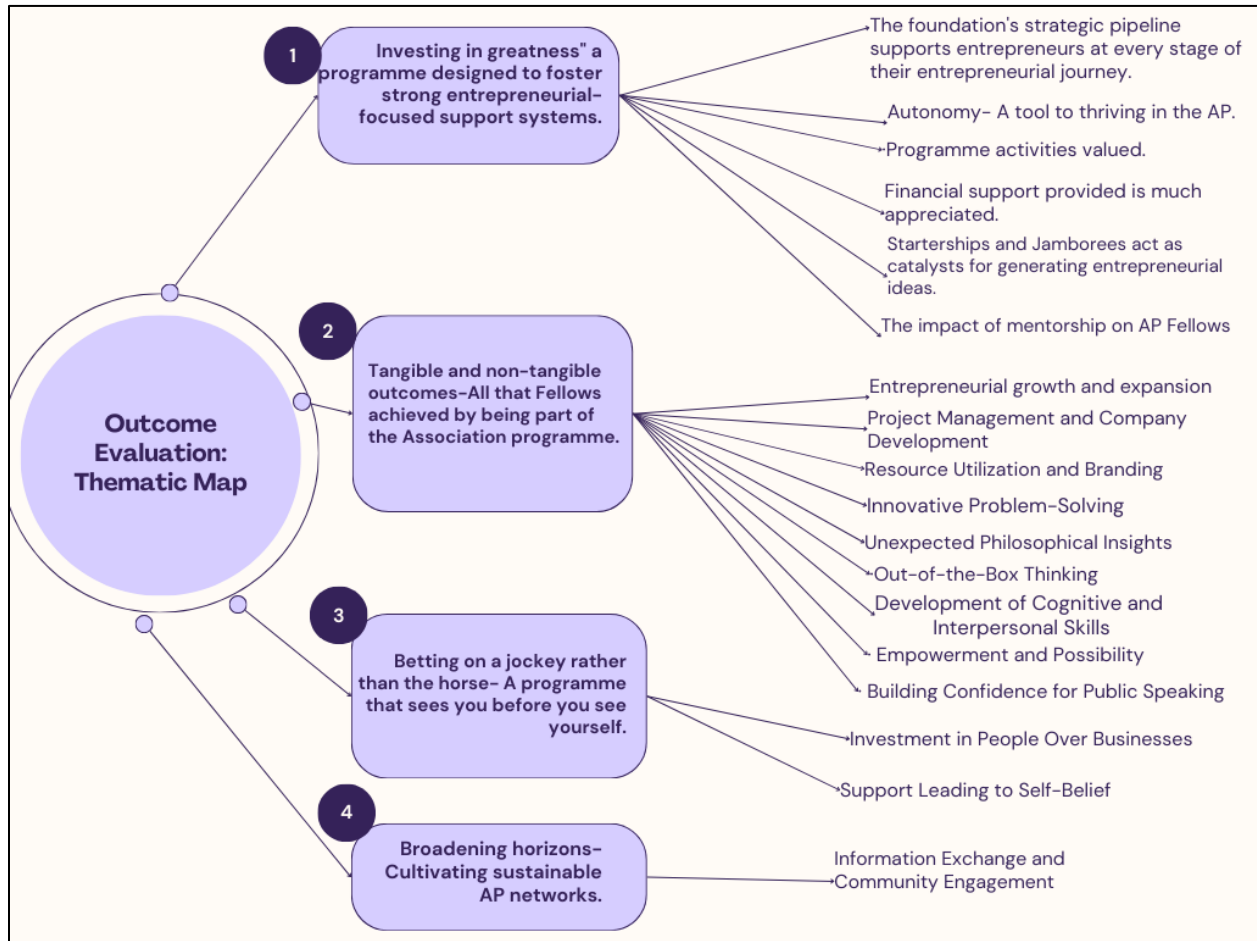 Outcome
Evaluation:
Thematic Map
1
Investing in greatness" a
programme designed to foster
strong entrepreneurial-
focused support systems.
The foundation's strategic pipeline
supports entrepreneurs at every stage of
their entrepreneurial journey.
Autonomy- A tool to thriving in the AP.
Programme activities valued.
Financial support provided is much
appreciated.
Starterships and Jamborees act as
catalysts for generating entrepreneurial
ideas.
The impact of mentorship on AP Fellows
2
Tangible and non-tangible
outcomes-All that Fellows
achieved by being part of
the Association programme.
Entrepreneurial growth and expansion
Project Management and Company
Development
Resource Utilization and Branding
Innovative Problem-Solving
Unexpected Philosophical Insights
Out-of-the-Box Thinking
Development of Cognitive and
Interpersonal Skills
Empowerment and Possibility
Building Confidence for Public Speaking
3
Betting on a jockey rather
than the horse- A programme
that sees you before you see
yourself.
Investment in People Over Businesses
Support Leading to Self-Belief
4
Broadening horizons-
Cultivating sustainable
AP networks.
Information Exchange and
Community Engagement